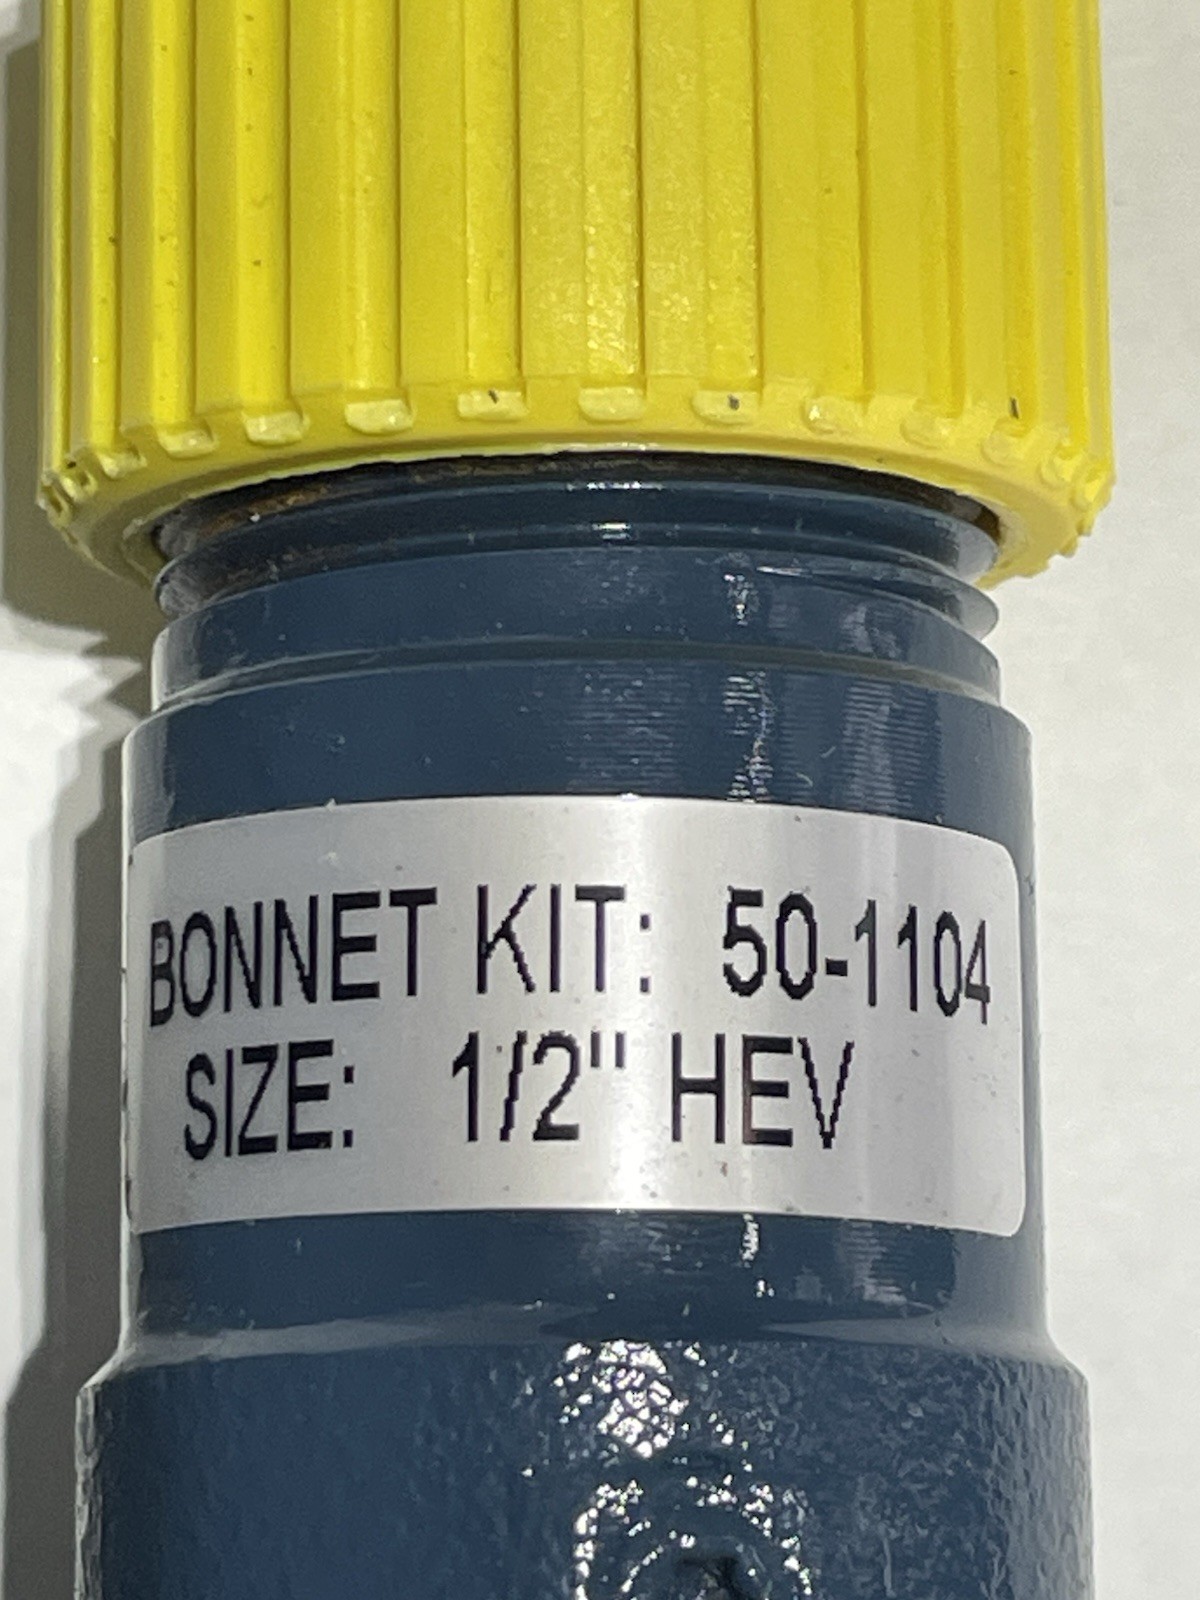 BONNET KIT: 50-1104
SIZE: 1/2" HEV